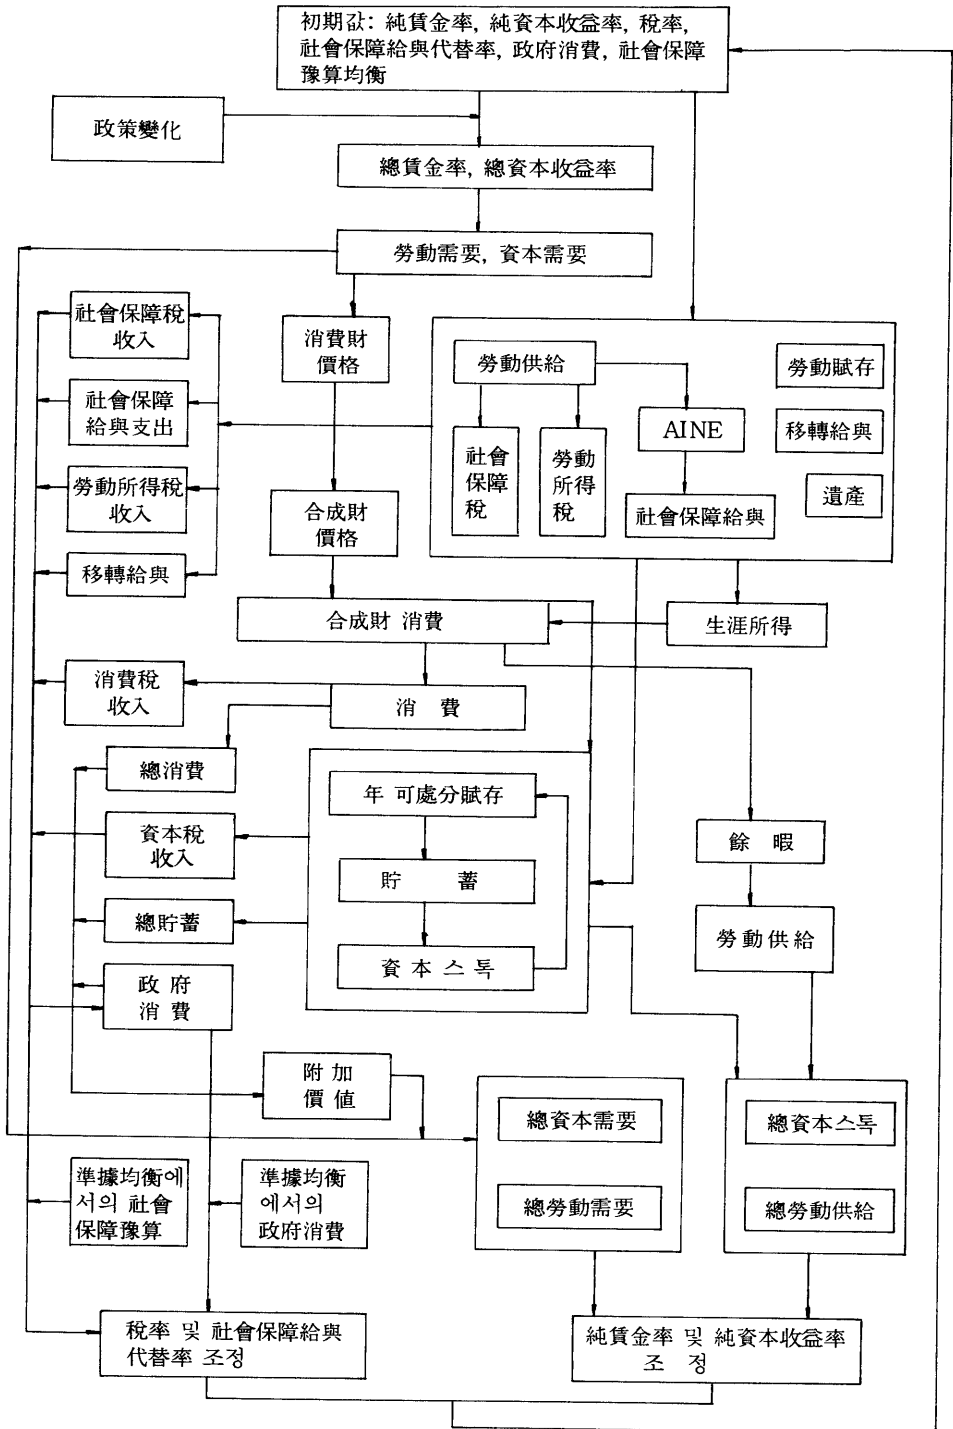 初期값: 純賃金率, 純資本收益率, 稅率,
社會保障給與代替率, 政府消費, 社會保障
豫算均衡
政策變化
總賃金率, 總資本收益率
勞動需要, 資本需要
社會保障稅
收入
消費財
價格
勞動供給
勞動賦存
社會保障
給與支出
AINE
移轉給與
社會
保障
稅
勞動
所得
稅
勞動所得稅
收入
合成財
價格
社會保障給與
遺產
移轉給與
合成財 消費
生涯所得
消費稅
收入
消 費
總消費
年 可處分賦存
資本稅
收入
餘 暇
貯 蓄
總貯蓄
勞動供給
資本스톡
政府
消費
附加
價値
總資本需要
總資本스톡
準據均衡에
서의 社會
保障豫算
準據均衡
에서의
政府消費
總勞動需要
總勞動供給
稅率 및 社會保障給與
代替率 조정
純賃金率 및 純資本收益率
조 정